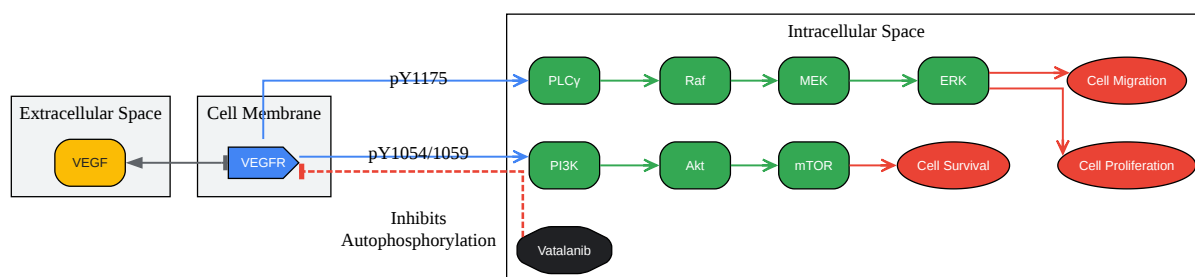 Intracellular Space
pY1175
PLCγ
Raf
MEK
ERK
Cell Migration
Extracellular Space
Cell Membrane
VEGF
VEGFR
pY1054/1059
PI3K
Akt
mTOR
Cell Survival
Cell Proliferation
Inhibits
Autophosphorylation
Vatalanib